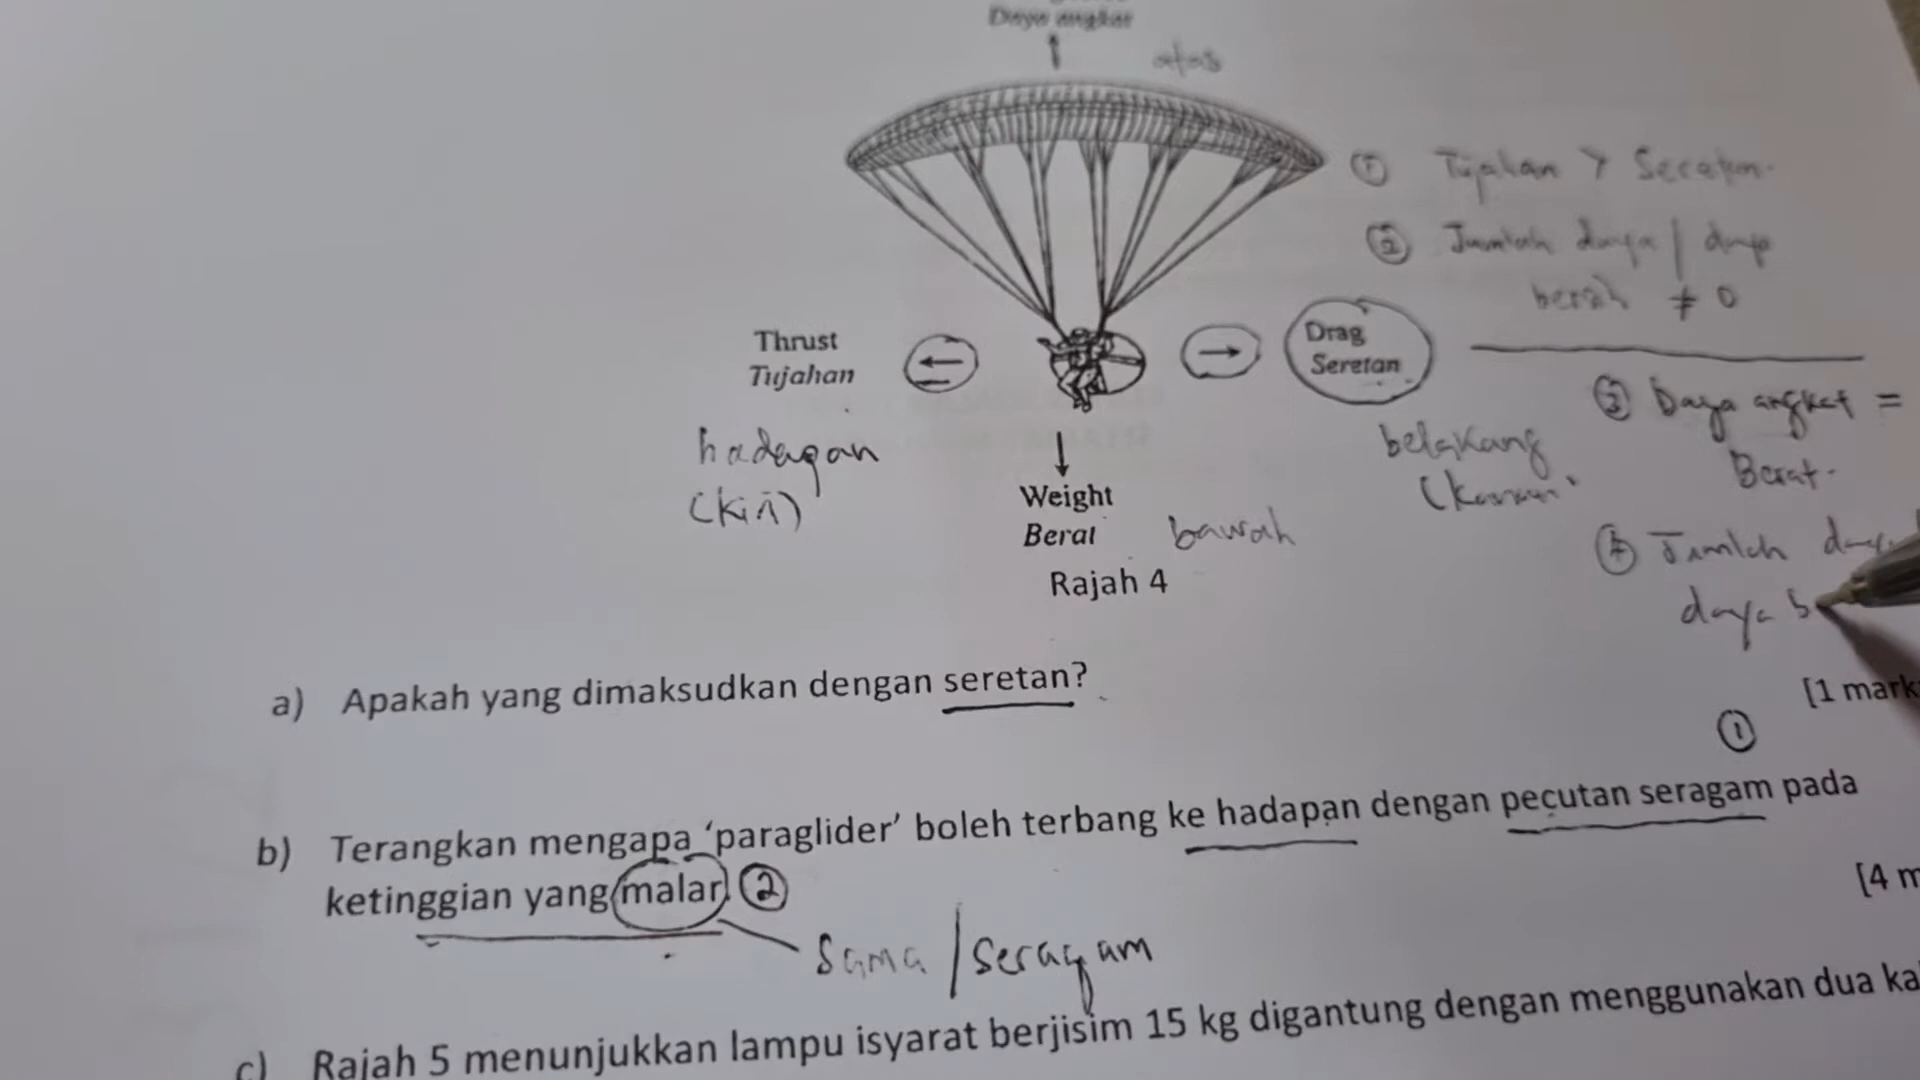 Daya angkat
atas
① Tujahan > Seretan.
② Jumlah daya / daya
bersih ≠ 0
Thrust
Tujahan
Drag
Seretan
③ Daya angkat =
Berat.
hadapan
(kiri)
belakang
(kanan
Weight
Berat
bawah
④ Jumlah
daya b
Rajah 4
a) Apakah yang dimaksudkan dengan seretan?
[1 mark
①
b) Terangkan mengapa ‘paraglider’ boleh terbang ke hadapan dengan pecutan seragam pada
ketinggian yang malar. ②
[4 m
Sama / Seragam
c) Rajah 5 menunjukkan lampu isyarat berjisim 15 kg digantung dengan menggunakan dua ka